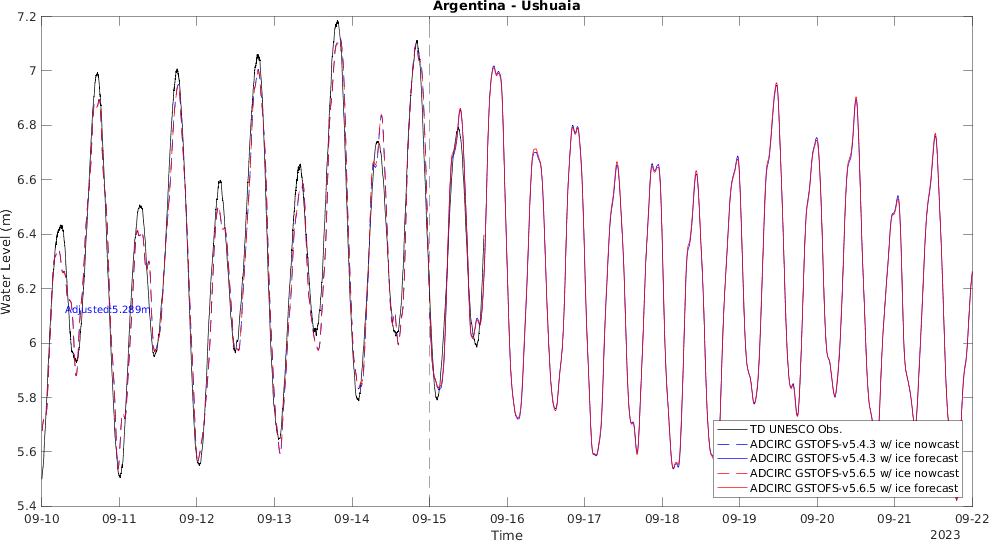 Argentina - Ushuaia
7.2
7
6.8
6.6
6.4
6.2
6
5.8
5.6
5.4
Water Level (m)
Adjusted:5.289m
TD UNESCO Obs.
ADCIRC GSTOFS-v5.4.3 w/ ice nowcast
ADCIRC GSTOFS-v5.4.3 w/ ice forecast
ADCIRC GSTOFS-v5.6.5 w/ ice nowcast
ADCIRC GSTOFS-v5.6.5 w/ ice forecast
09-10 09-11 09-12 09-13 09-14 09-15 09-16 09-17 09-18 09-19 09-20 09-21 09-22
Time
2023